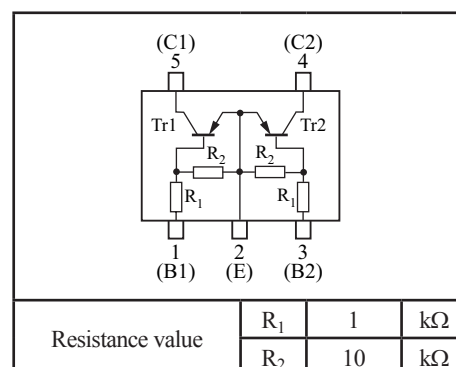 (C1) (C2)
5 4
Tr1 Tr2
R2 R2
R1 R1
1 2 3
(B1) (E) (B2)
Resistance value R1 1 kΩ
R2 10 kΩ